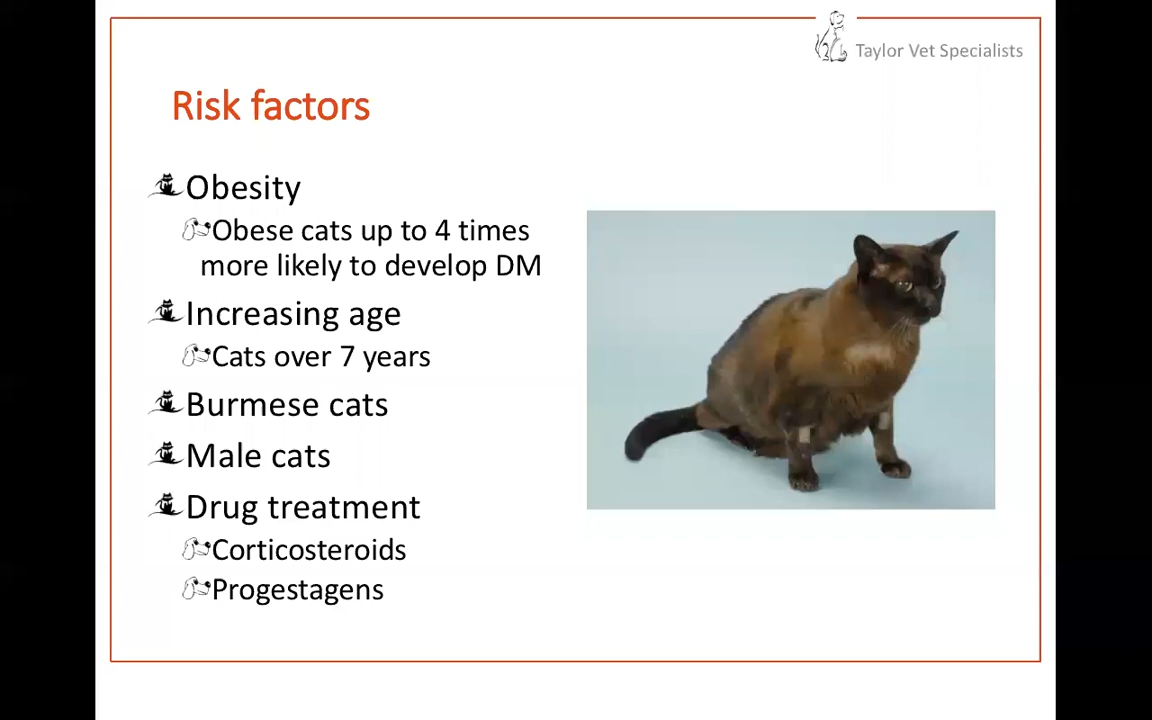 Taylor Vet Specialists
Risk factors
Obesity
Obese cats up to 4 times
more likely to develop DM
Increasing age
Cats over 7 years
Burmese cats
Male cats
Drug treatment
Corticosteroids
Progestagens